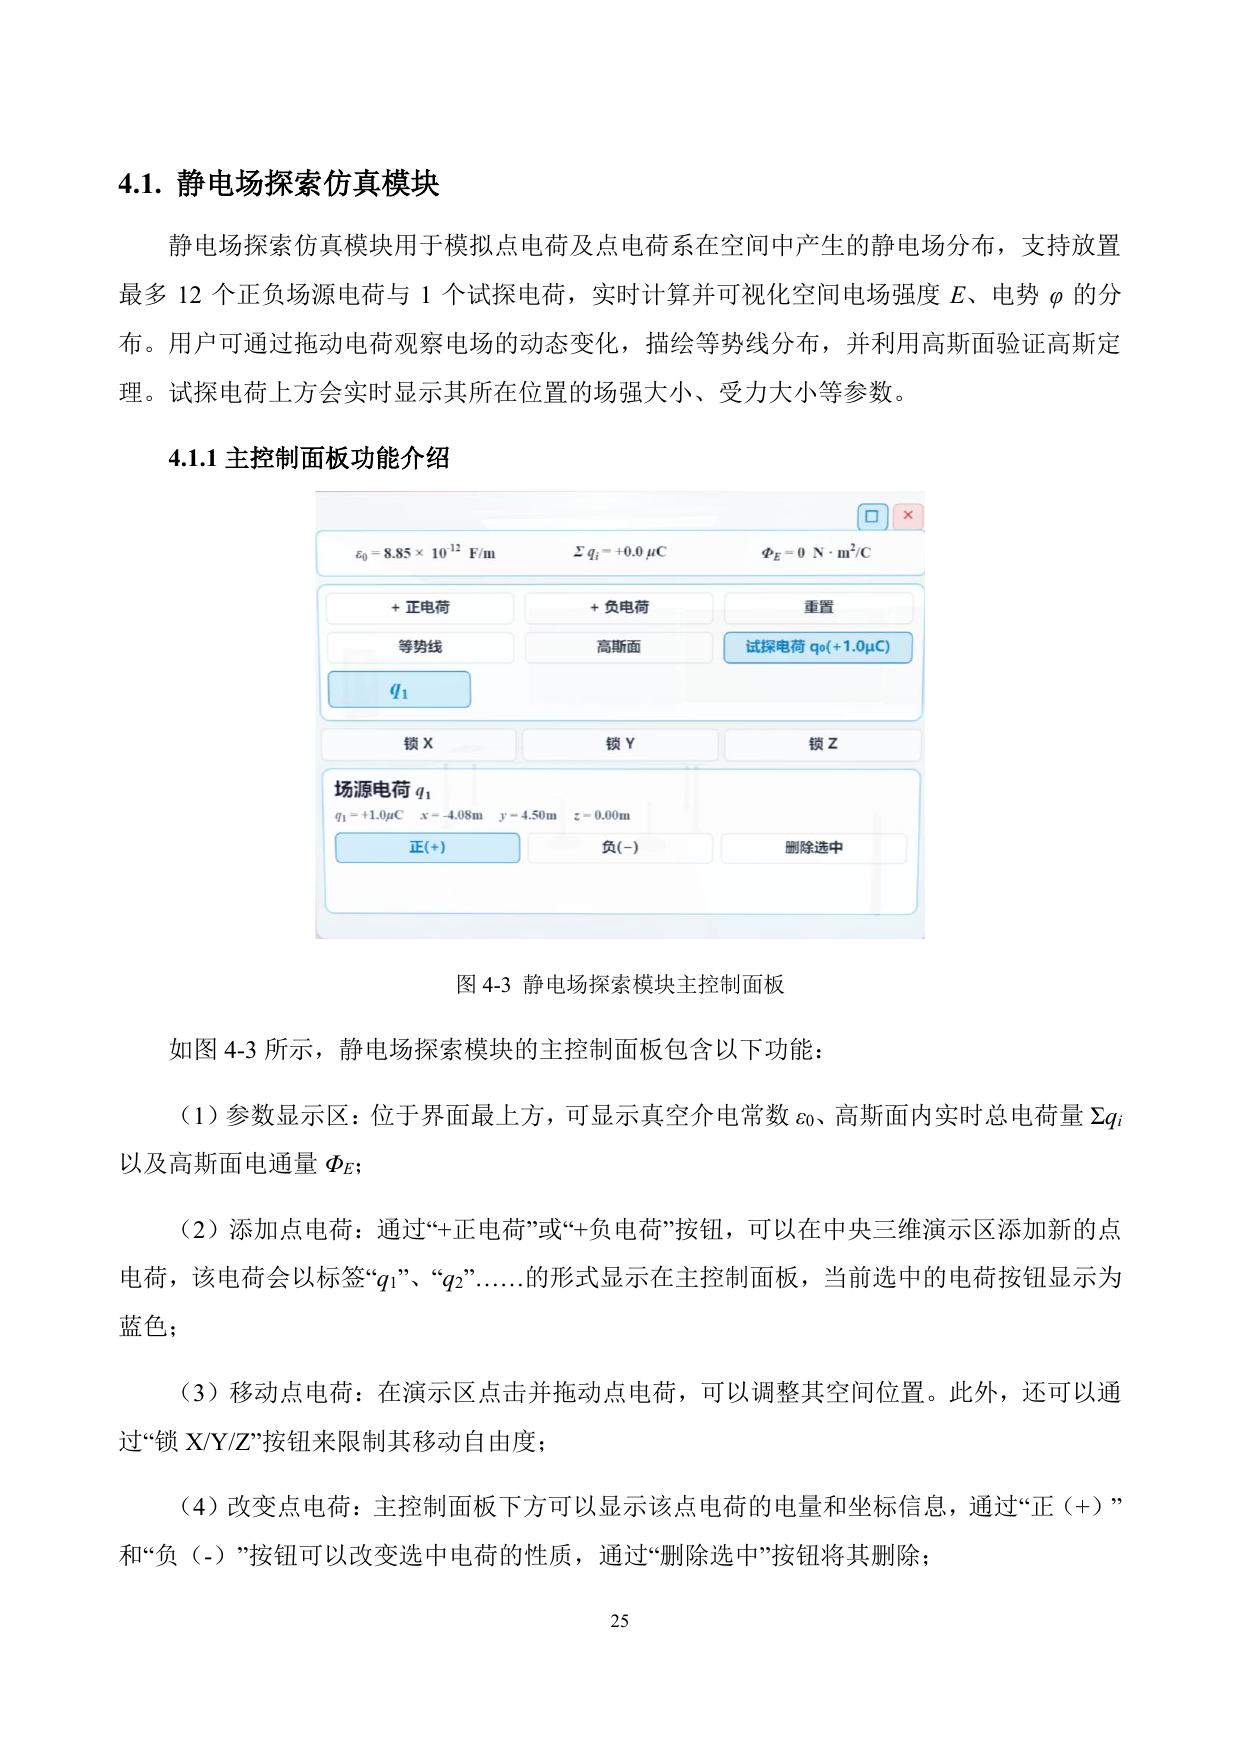 4.1. 静电场探索仿真模块
静电场探索仿真模块用于模拟点电荷及点电荷系在空间中产生的静电场分布，支持放置
最多 12 个正负场源电荷与 1 个试探电荷，实时计算并可视化空间电场强度 E、电势 φ 的分
布。用户可通过拖动电荷观察电场的动态变化，描绘等势线分布，并利用高斯面验证高斯定
理。试探电荷上方会实时显示其所在位置的场强大小、受力大小等参数。
4.1.1 主控制面板功能介绍
ε₀ = 8.85 × 10⁻¹² F/m Σ qᵢ = +0.0 μC Φ_E = 0 N · m²/C
+ 正电荷 + 负电荷 重置
等势线 高斯面 试探电荷 q₀(+1.0μC)
q₁
锁 X 锁 Y 锁 Z
场源电荷 q₁
q₁ = +1.0μC x = -4.08m y = 4.50m z = 0.00m
正(+) 负(−) 删除选中
图 4-3 静电场探索模块主控制面板
如图 4-3 所示，静电场探索模块的主控制面板包含以下功能：
（1）参数显示区：位于界面最上方，可显示真空介电常数 ε₀、高斯面内实时总电荷量 Σqᵢ
以及高斯面电通量 Φ_E；
（2）添加点电荷：通过“+正电荷”或“+负电荷”按钮，可以在中央三维演示区添加新的点
电荷，该电荷会以标签“q₁”、“q₂”……的形式显示在主控制面板，当前选中的电荷按钮显示为
蓝色；
（3）移动点电荷：在演示区点击并拖动点电荷，可以调整其空间位置。此外，还可以通
过“锁 X/Y/Z”按钮来限制其移动自由度；
（4）改变点电荷：主控制面板下方可以显示该点电荷的电量和坐标信息，通过“正（+）”
和“负（-）”按钮可以改变选中电荷的性质，通过“删除选中”按钮将其删除；
25